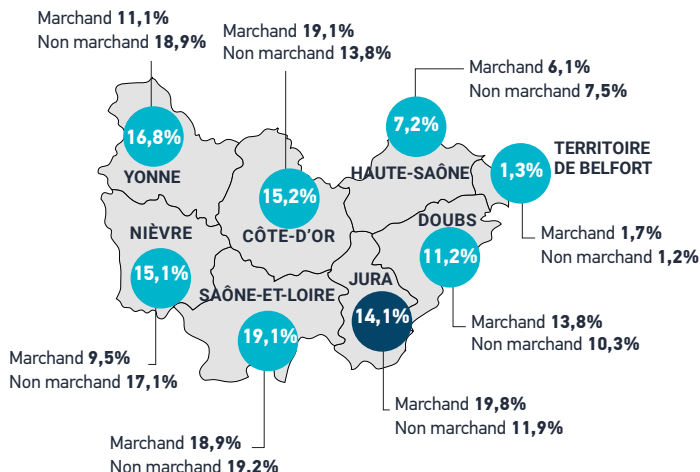 Marchand 11,1%
Non marchand 18,9%
Marchand 19,1%
Non marchand 13,8%
Marchand 6,1%
Non marchand 7,5%
16,8%
YONNE
7,2%
HAUTE-SAÔNE
TERRITOIRE
DE BELFORT
1,3%
15,2%
CÔTE-D’OR
NIÈVRE
15,1%
DOUBS
11,2%
Marchand 1,7%
Non marchand 1,2%
SAÔNE-ET-LOIRE
19,1%
JURA
14,1%
Marchand 13,8%
Non marchand 10,3%
Marchand 9,5%
Non marchand 17,1%
Marchand 19,8%
Non marchand 11,9%
Marchand 18,9%
Non marchand 19,2%